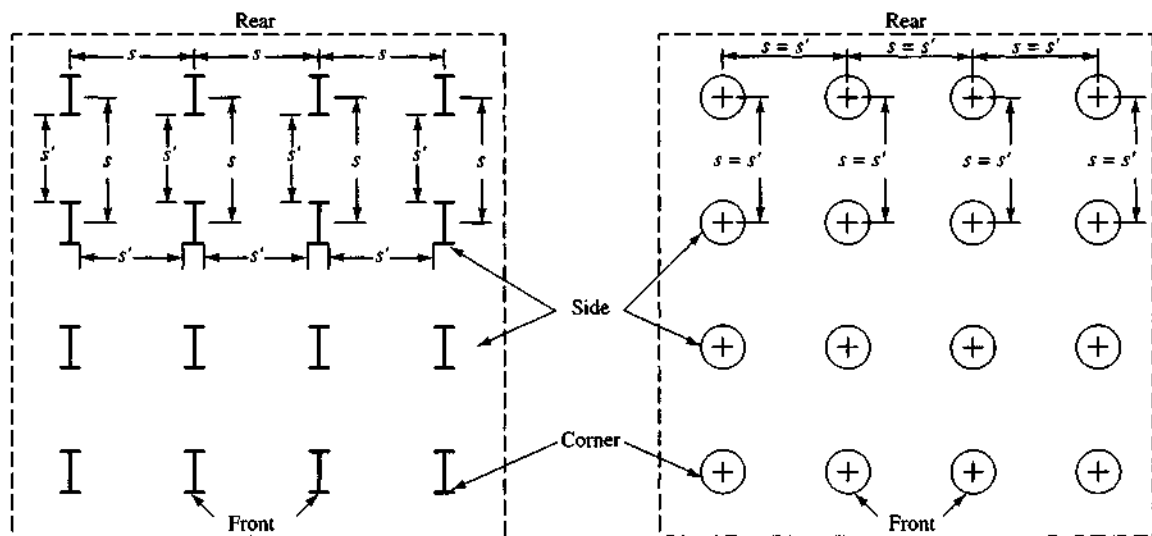 Rear
s s s
s' s s' s s' s s' s
s' s' s'
Side
Corner
Front
Rear
s = s' s = s' s = s'
s = s' s = s' s = s' s = s'
Front